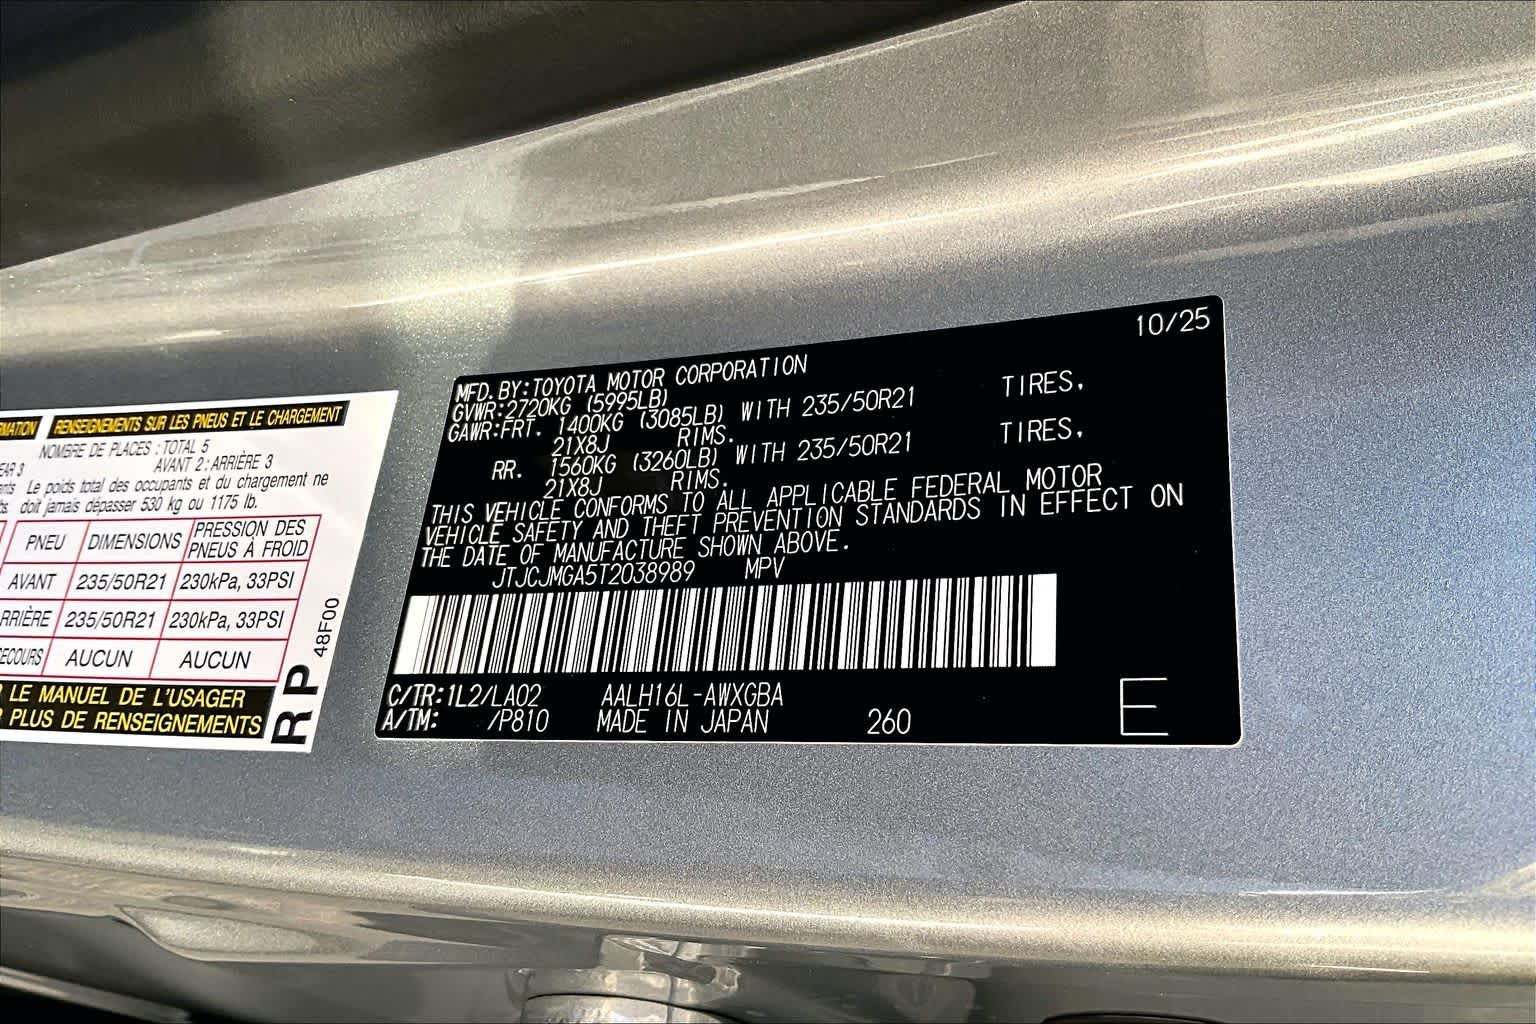 MATION RENSEIGNEMENTS SUR LES PNEUS ET LE CHARGEMENT
NOMBRE DE PLACES : TOTAL 5
EAR 3 AVANT 2 : ARRIÈRE 3
Le poids total des occupants et du chargement ne
doit jamais dépasser 530 kg ou 1175 lb.
PNEU DIMENSIONS PRESSION DES PNEUS À FROID
AVANT 235/50R21 230kPa, 33PSI
RRIÈRE 235/50R21 230kPa, 33PSI
ECOURS AUCUN AUCUN
LE MANUEL DE L'USAGER
PLUS DE RENSEIGNEMENTS
RP 48F00
10/25
MFD. BY: TOYOTA MOTOR CORPORATION
GVWR: 2720KG (5995LB)
GAWR: FRT. 1400KG (3085LB) WITH 235/50R21 TIRES,
21X8J RIMS.
RR. 1560KG (3260LB) WITH 235/50R21 TIRES,
21X8J RIMS.
THIS VEHICLE CONFORMS TO ALL APPLICABLE FEDERAL MOTOR
VEHICLE SAFETY AND THEFT PREVENTION STANDARDS IN EFFECT ON
THE DATE OF MANUFACTURE SHOWN ABOVE.
JTJCJMGA5T2038989 MPV
C/TR: 1L2/LA02 AALH16L-AWXGBA
A/TM: /P810 MADE IN JAPAN 260 E